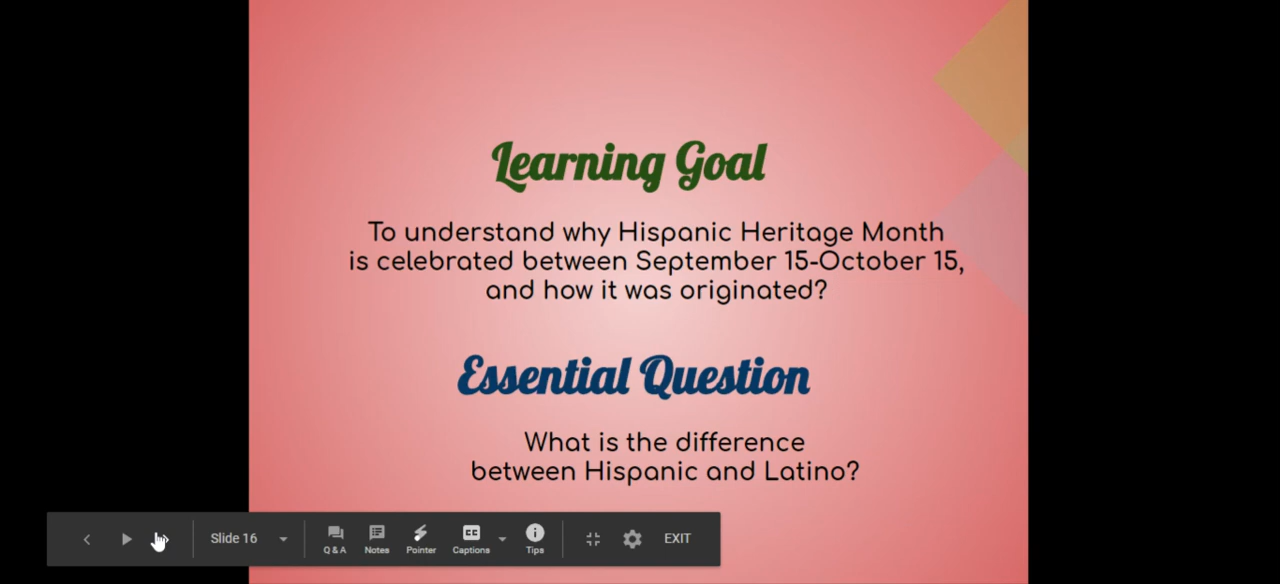 Learning Goal
To understand why Hispanic Heritage Month
is celebrated between September 15-October 15,
and how it was originated?
Essential Question
What is the difference
between Hispanic and Latino?
Slide 16
Q & A
Notes
Pointer
CC
Captions
Tips
EXIT